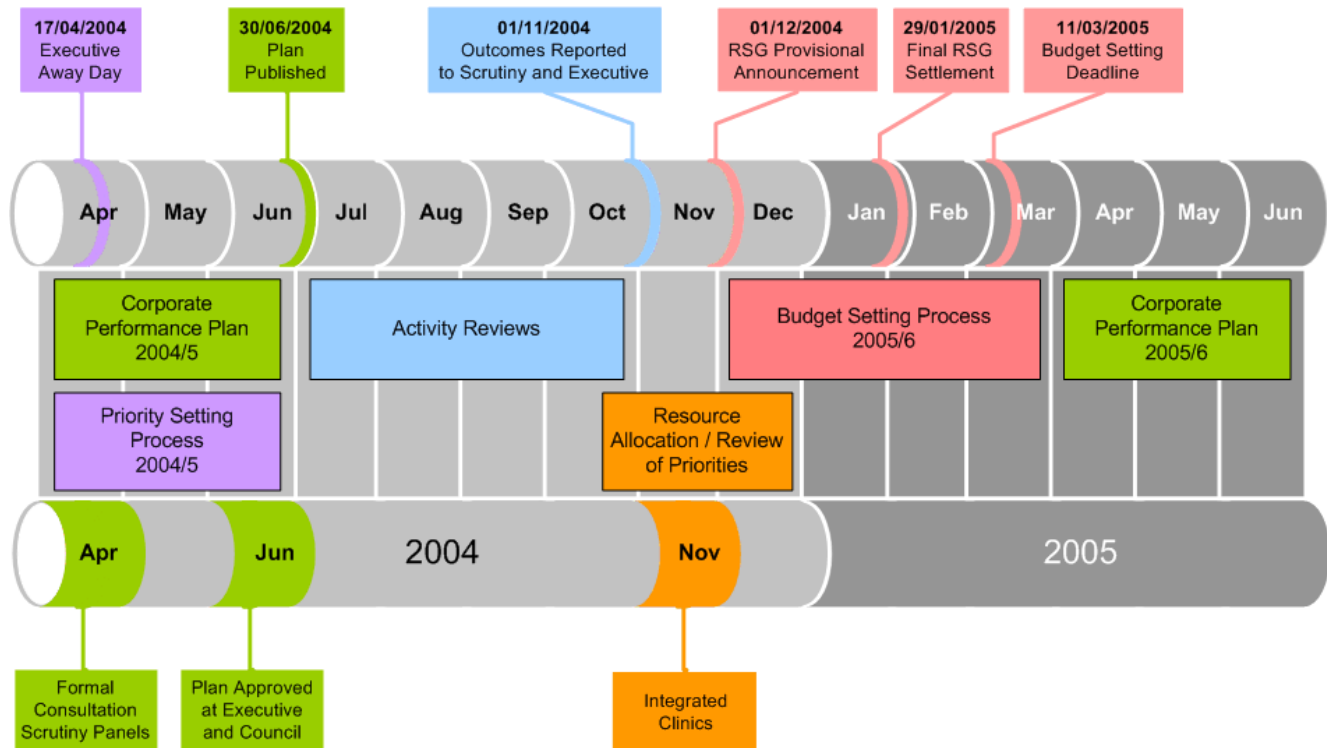 17/04/2004
Executive
Away Day
30/06/2004
Plan
Published
01/11/2004
Outcomes Reported
to Scrutiny and Executive
01/12/2004
RSG Provisional
Announcement
29/01/2005
Final RSG
Settlement
11/03/2005
Budget Setting
Deadline
Apr May Jun Jul Aug Sep Oct Nov Dec Jan Feb Mar Apr May Jun
Corporate
Performance Plan
2004/5
Activity Reviews
Budget Setting Process
2005/6
Corporate
Performance Plan
2005/6
Priority Setting
Process
2004/5
Resource
Allocation / Review
of Priorities
Apr Jun 2004 Nov 2005
Formal
Consultation
Scrutiny Panels
Plan Approved
at Executive
and Council
Integrated
Clinics